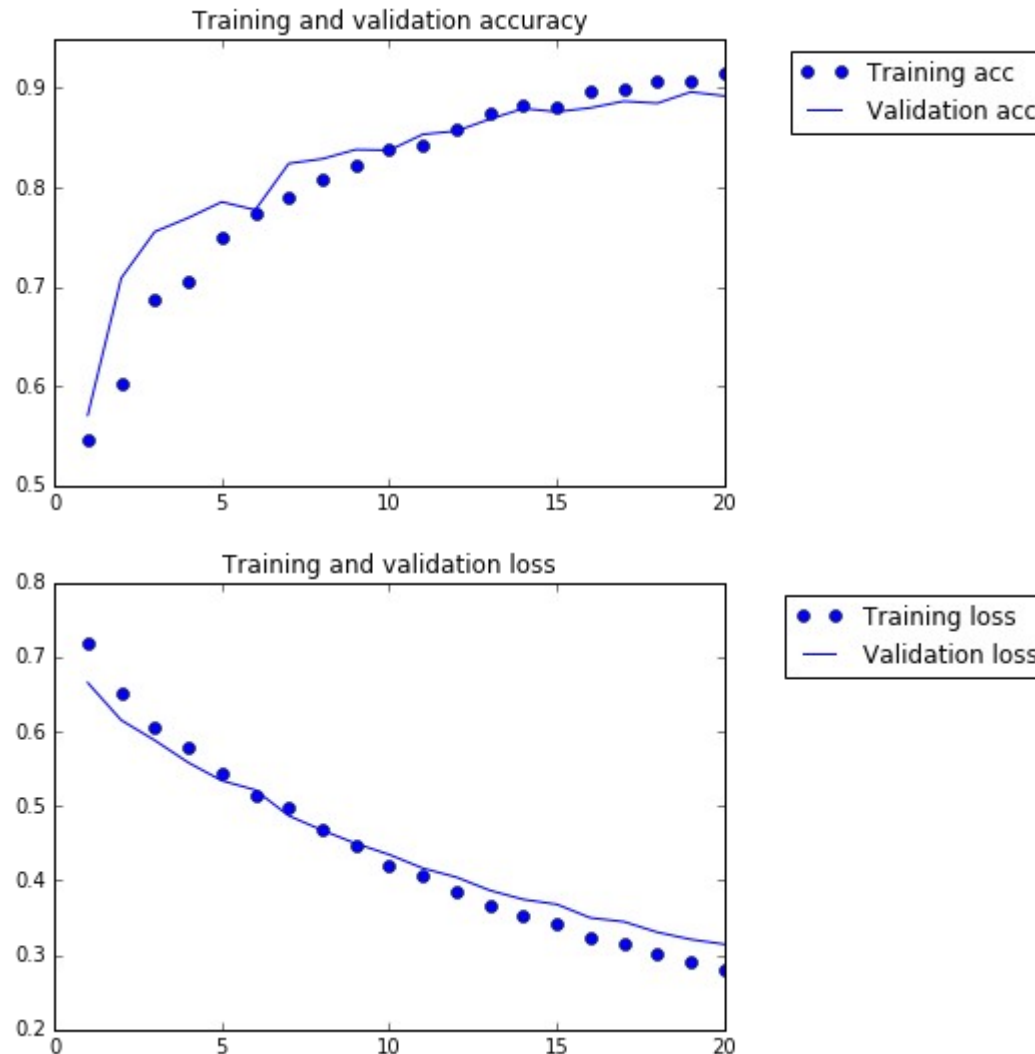 Training and validation accuracy
0.9
0.8
0.7
0.6
0.5
0 5 10 15 20
Training acc
Validation acc
Training and validation loss
0.8
0.7
0.6
0.5
0.4
0.3
0.2
0 5 10 15 20
Training loss
Validation loss